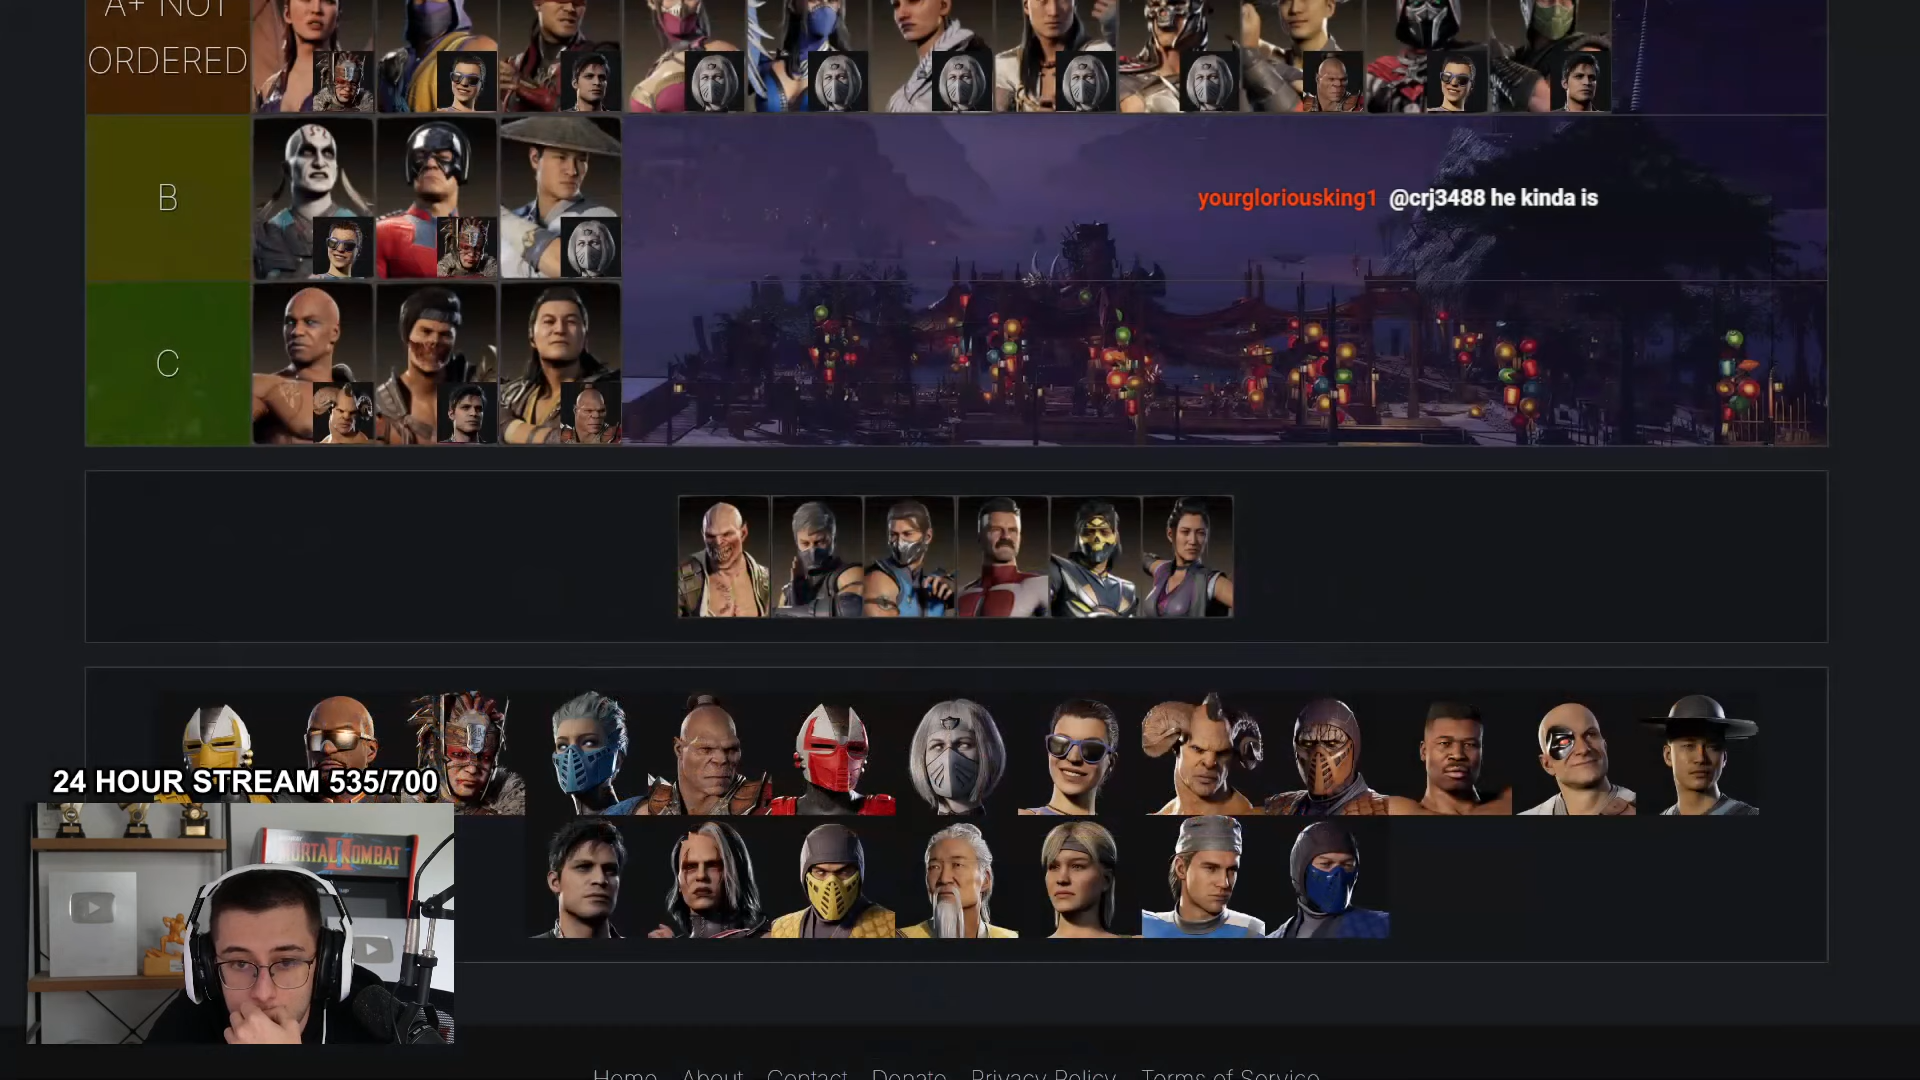 A+ NOT
ORDERED
B
yourgloriousking1 @crj3488 he kinda is
C
24 HOUR STREAM 535/700
MORTAL KOMBAT
II
Home About Contact Donate Privacy Policy Terms of Service